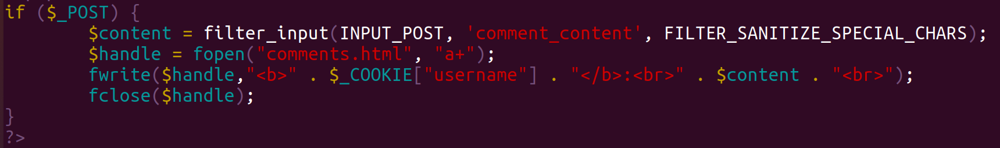 if ($_POST) {
$content = filter_input(INPUT_POST, 'comment_content', FILTER_SANITIZE_SPECIAL_CHARS);
$handle = fopen("comments.html", "a+");
fwrite($handle,"<b>" . $_COOKIE["username"] . "</b>:<br>" . $content . "<br>");
fclose($handle);
}
?>